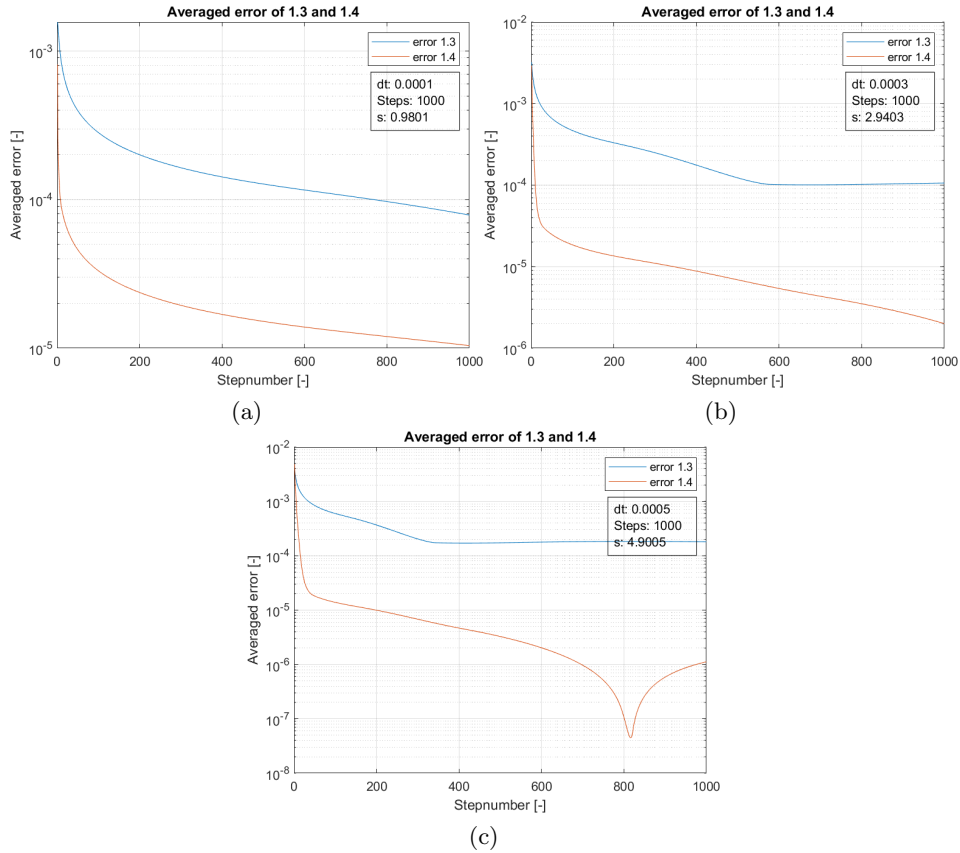 Averaged error of 1.3 and 1.4
10^-3
10^-4
10^-5
Averaged error [-]
error 1.3
error 1.4
dt: 0.0001
Steps: 1000
s: 0.9801
0 200 400 600 800 1000
Stepnumber [-]
(a)
Averaged error of 1.3 and 1.4
10^-2
10^-3
10^-4
10^-5
10^-6
Averaged error [-]
error 1.3
error 1.4
dt: 0.0003
Steps: 1000
s: 2.9403
0 200 400 600 800 1000
Stepnumber [-]
(b)
Averaged error of 1.3 and 1.4
10^-2
10^-3
10^-4
10^-5
10^-6
10^-7
10^-8
Averaged error [-]
error 1.3
error 1.4
dt: 0.0005
Steps: 1000
s: 4.9005
0 200 400 600 800 1000
Stepnumber [-]
(c)